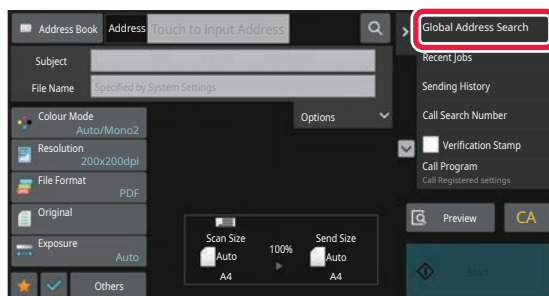 Address Book
Address
Touch to input Address
Global Address Search
Subject
Recent Jobs
File Name
Specified by System Settings
Sending History
Colour Mode
Auto/Mono2
Options
Call Search Number
Resolution
200x200dpi
Verification Stamp
File Format
PDF
Call Program
Call Registered settings
Original
Preview
CA
Scan Size
Auto
A4
100%
Send Size
Auto
A4
Exposure
Auto
Others
Start